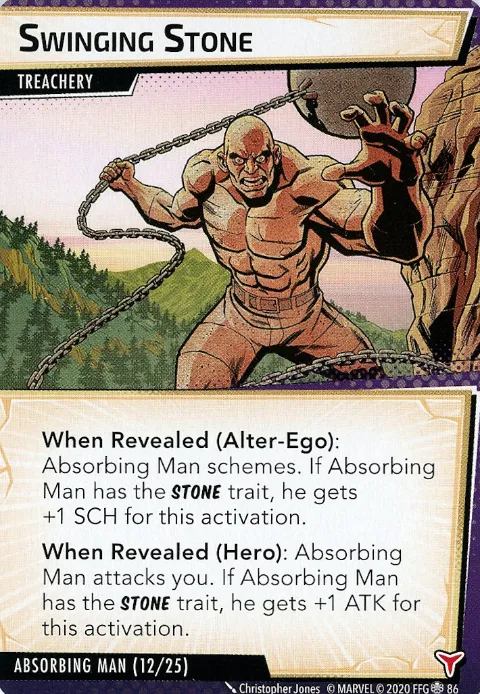 SWINGING STONE
TREACHERY
When Revealed (Alter-Ego):
Absorbing Man schemes. If Absorbing
Man has the STONE trait, he gets
+1 SCH for this activation.
When Revealed (Hero): Absorbing
Man attacks you. If Absorbing Man
has the STONE trait, he gets +1 ATK for
this activation.
ABSORBING MAN (12/25)
Christopher Jones © MARVEL © 2020 FFG 86